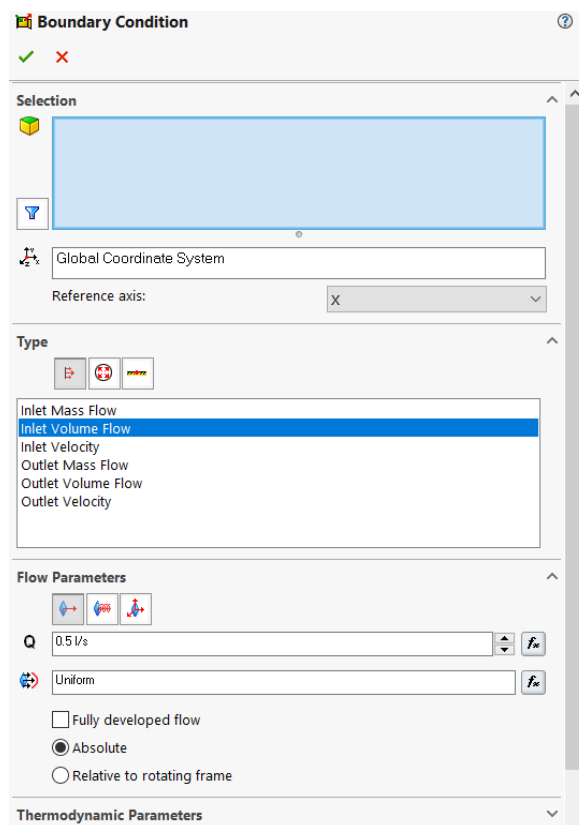 Boundary Condition
Selection
Global Coordinate System
Reference axis: X
Type
Inlet Mass Flow
Inlet Volume Flow
Inlet Velocity
Outlet Mass Flow
Outlet Volume Flow
Outlet Velocity
Flow Parameters
Q 0.5 l/s
Uniform
Fully developed flow
Absolute
Relative to rotating frame
Thermodynamic Parameters